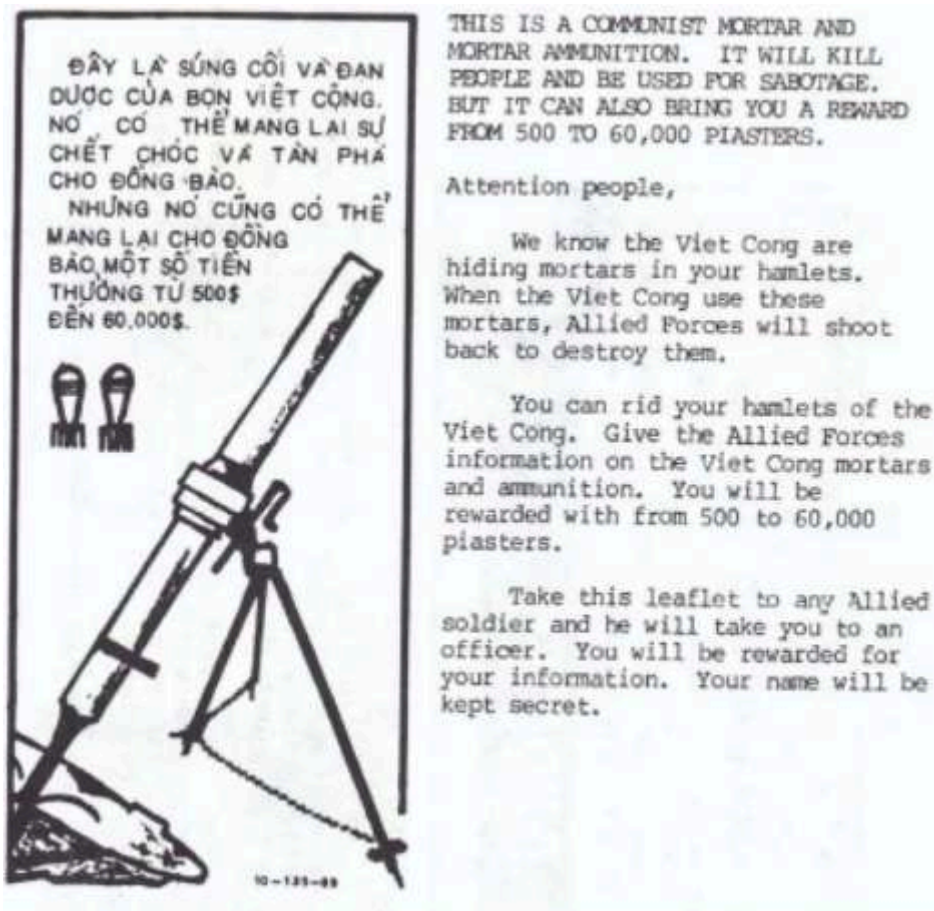 ĐÂY LÀ SÚNG CỐI VÀ ĐAN
DƯỢC CỦA BỌN VIỆT CỘNG.
NÓ CÓ THỂ MANG LẠI SỰ
CHẾT CHÓC VÀ TÀN PHÁ
CHO ĐỒNG BÀO.
NHƯNG NÓ CŨNG CÓ THỂ
MANG LẠI CHO ĐỒNG
BÀO MỘT SỐ TIỀN
THƯỞNG TỪ 500$
ĐẾN 60.000$.
10-135-69
THIS IS A COMMUNIST MORTAR AND
MORTAR AMMUNITION. IT WILL KILL
PEOPLE AND BE USED FOR SABOTAGE.
BUT IT CAN ALSO BRING YOU A REWARD
FROM 500 TO 60,000 PIASTERS.
Attention people,
We know the Viet Cong are
hiding mortars in your hamlets.
When the Viet Cong use these
mortars, Allied Forces will shoot
back to destroy them.
You can rid your hamlets of the
Viet Cong. Give the Allied Forces
information on the Viet Cong mortars
and ammunition. You will be
rewarded with from 500 to 60,000
piasters.
Take this leaflet to any Allied
soldier and he will take you to an
officer. You will be rewarded for
your information. Your name will be
kept secret.